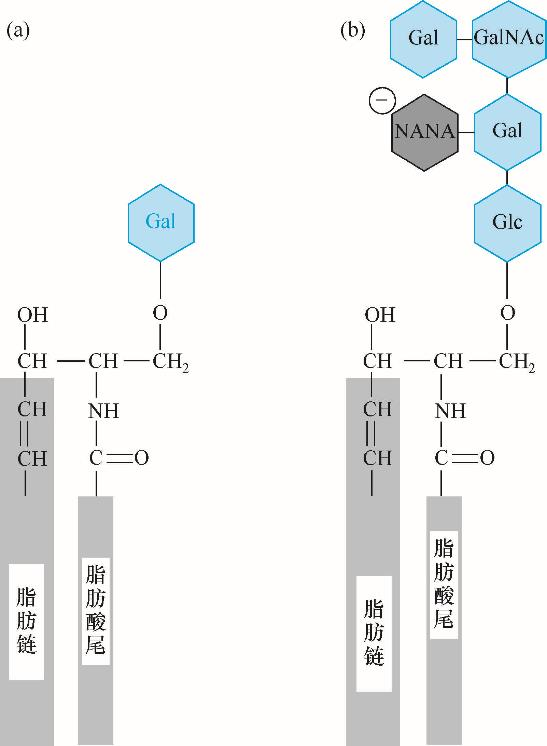 (a)
Gal
OH
O
CH — CH — CH₂
CH
NH
CH
C=O
脂肪链
脂肪酸尾
(b)
Gal
GalNAc
−
NANA
Gal
Glc
OH
O
CH — CH — CH₂
CH
NH
CH
C=O
脂肪链
脂肪酸尾